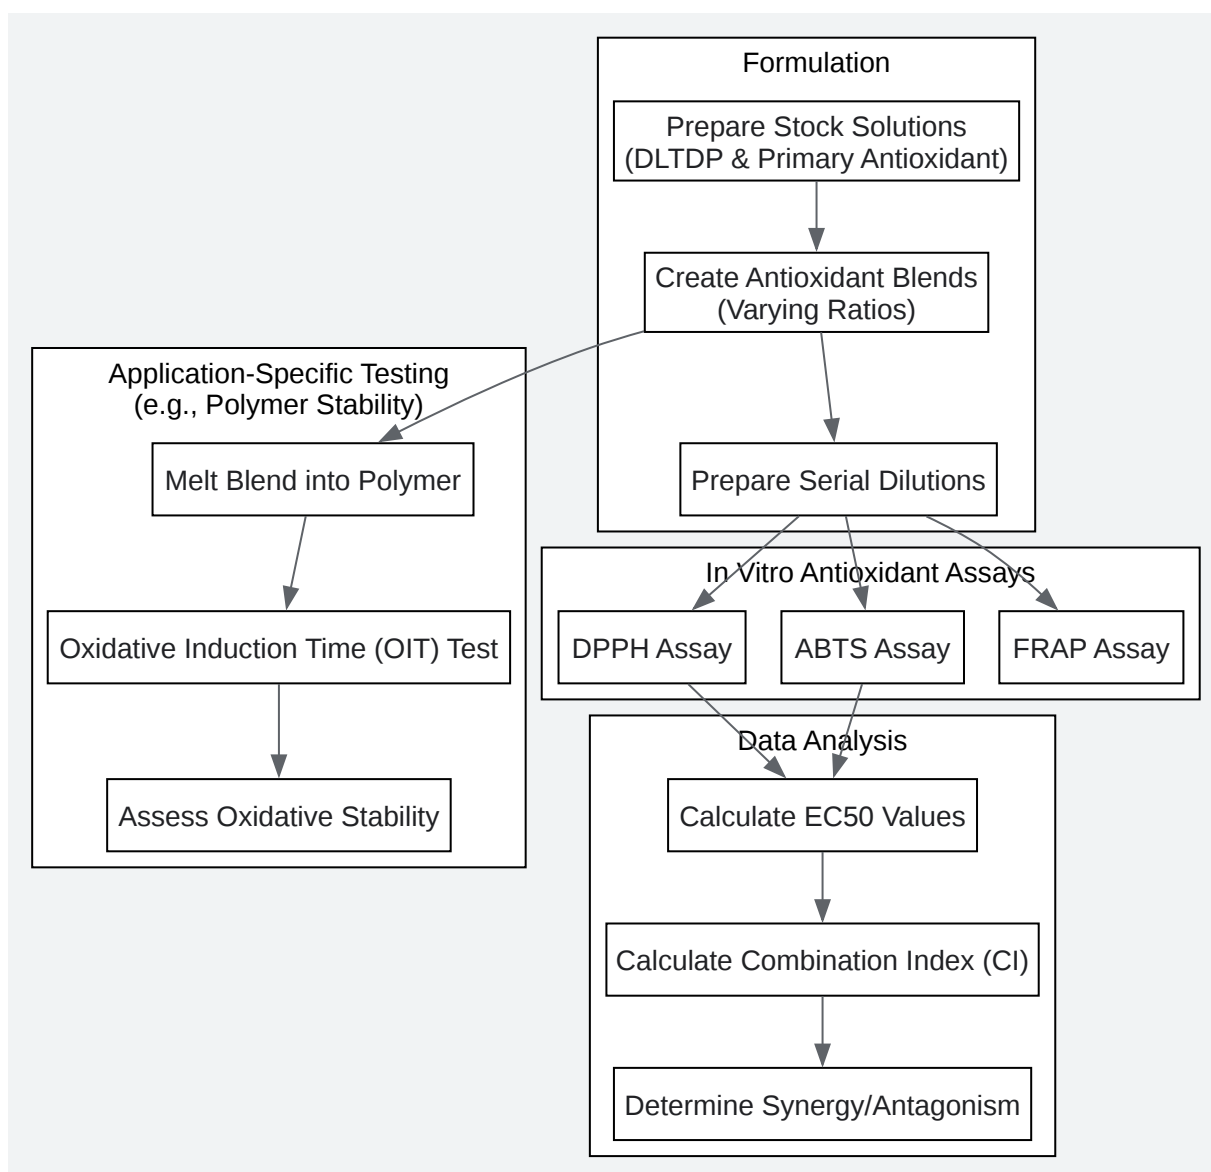 Formulation
Prepare Stock Solutions
(DLTDP & Primary Antioxidant)
Create Antioxidant Blends
(Varying Ratios)
Prepare Serial Dilutions
Application-Specific Testing
(e.g., Polymer Stability)
Melt Blend into Polymer
Oxidative Induction Time (OIT) Test
Assess Oxidative Stability
In Vitro Antioxidant Assays
DPPH Assay
ABTS Assay
FRAP Assay
Data Analysis
Calculate EC50 Values
Calculate Combination Index (CI)
Determine Synergy/Antagonism